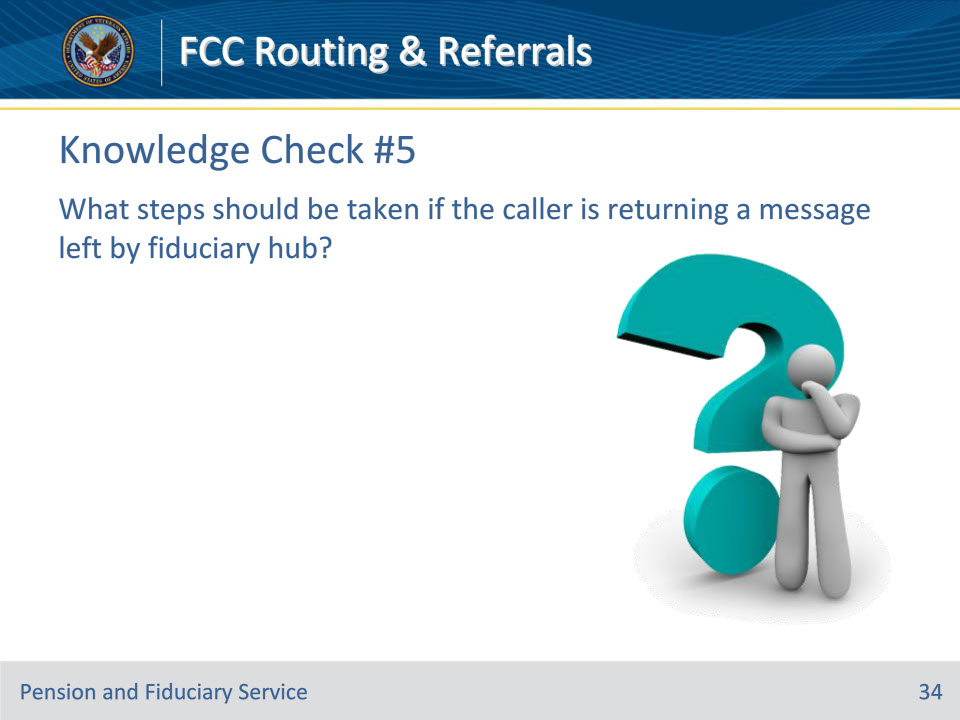 FCC Routing & Referrals
Knowledge Check #5
What steps should be taken if the caller is returning a message
left by fiduciary hub?
Pension and Fiduciary Service
34